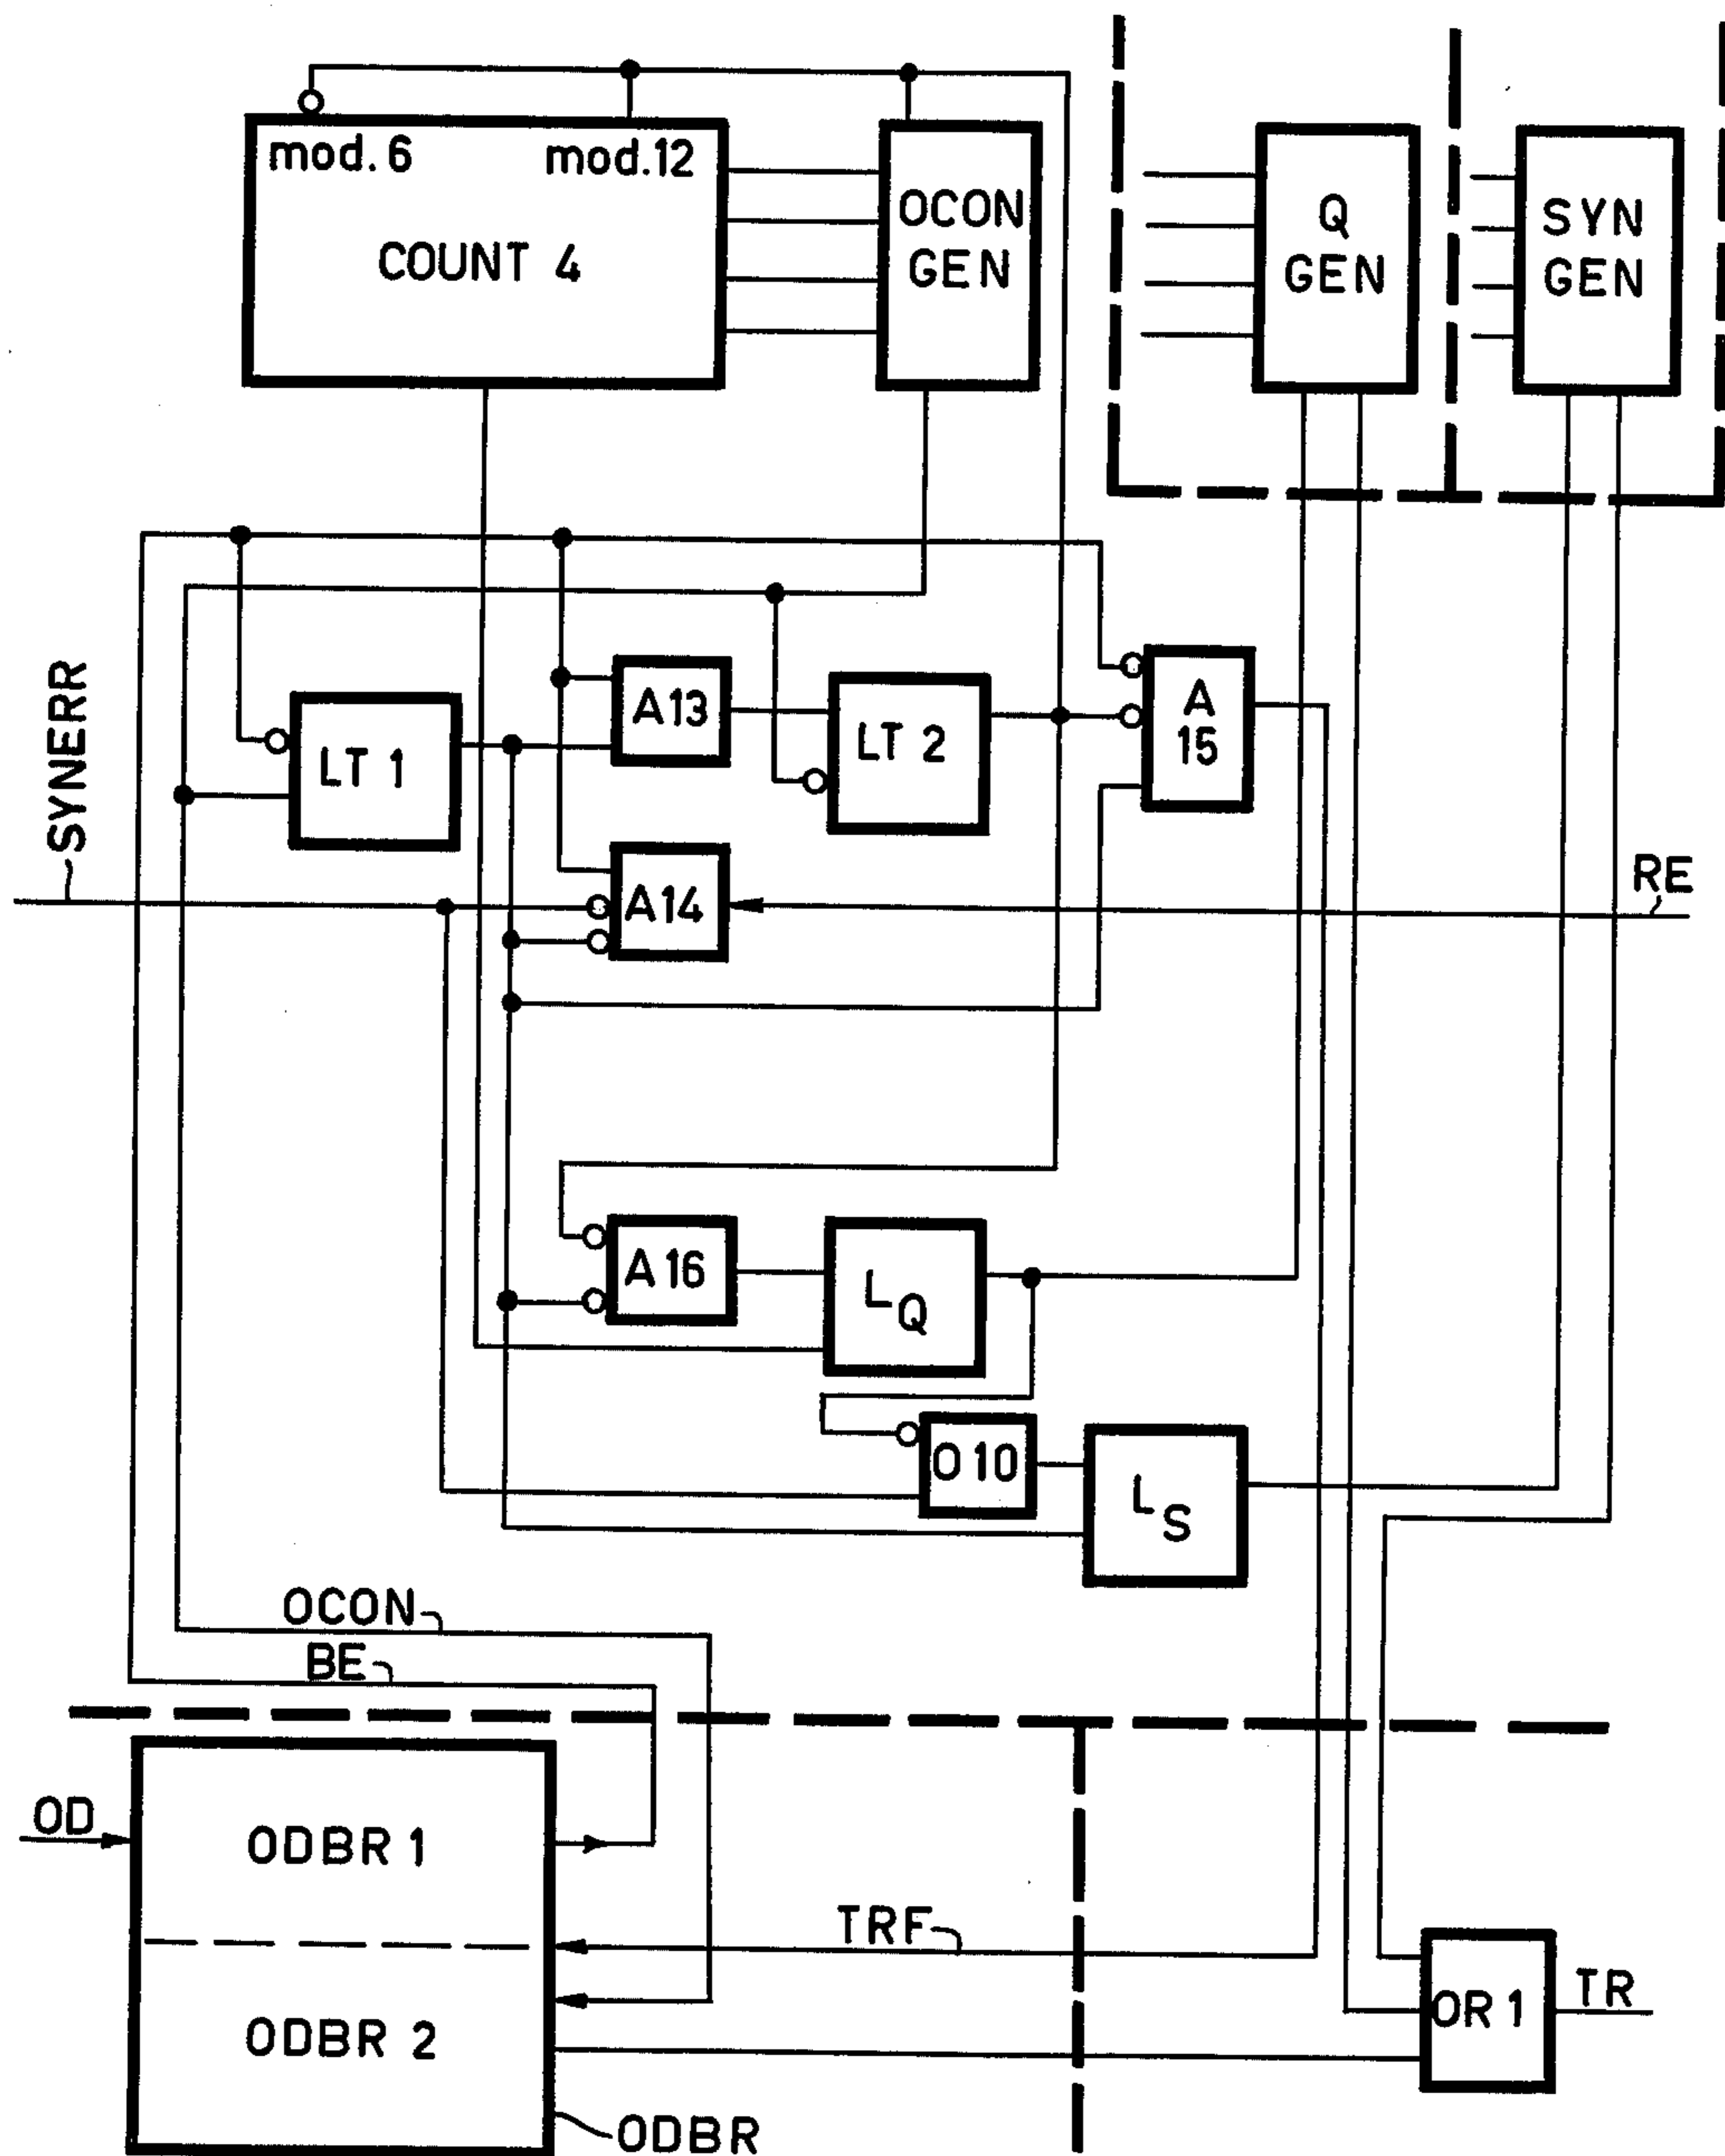 mod.6 mod.12
COUNT 4
OCON
GEN
Q
GEN
SYN
GEN
SYNERR
LT 1
A13
LT 2
A
15
A14
RE
A16
LQ
O10
LS
OCON
BE
OD
ODBR 1
TRF
ODBR 2
OR 1
TR
ODBR